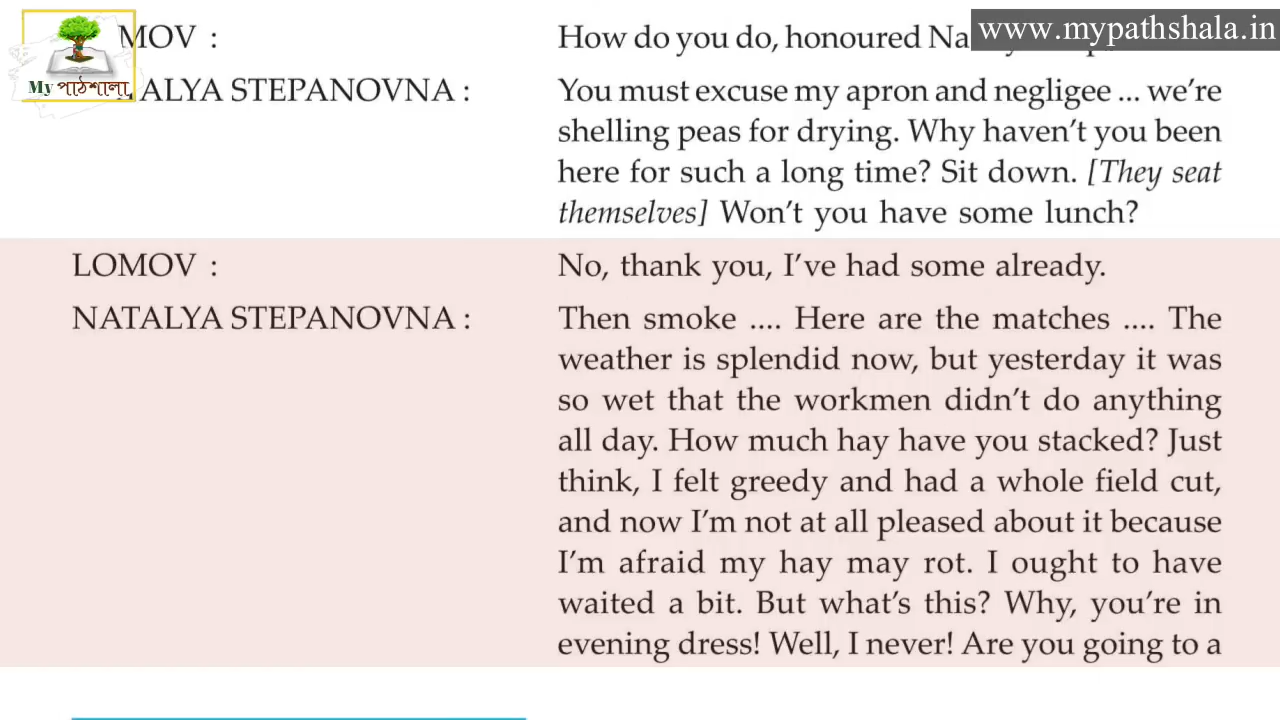 My পাঠশালা
www.mypathshala.in
MOV : How do you do, honoured
ALYA STEPANOVNA : You must excuse my apron and negligee ... we're
shelling peas for drying. Why haven't you been
here for such a long time? Sit down. [They seat
themselves] Won't you have some lunch?
LOMOV : No, thank you, I've had some already.
NATALYA STEPANOVNA : Then smoke .... Here are the matches .... The
weather is splendid now, but yesterday it was
so wet that the workmen didn't do anything
all day. How much hay have you stacked? Just
think, I felt greedy and had a whole field cut,
and now I'm not at all pleased about it because
I'm afraid my hay may rot. I ought to have
waited a bit. But what's this? Why, you're in
evening dress! Well, I never! Are you going to a